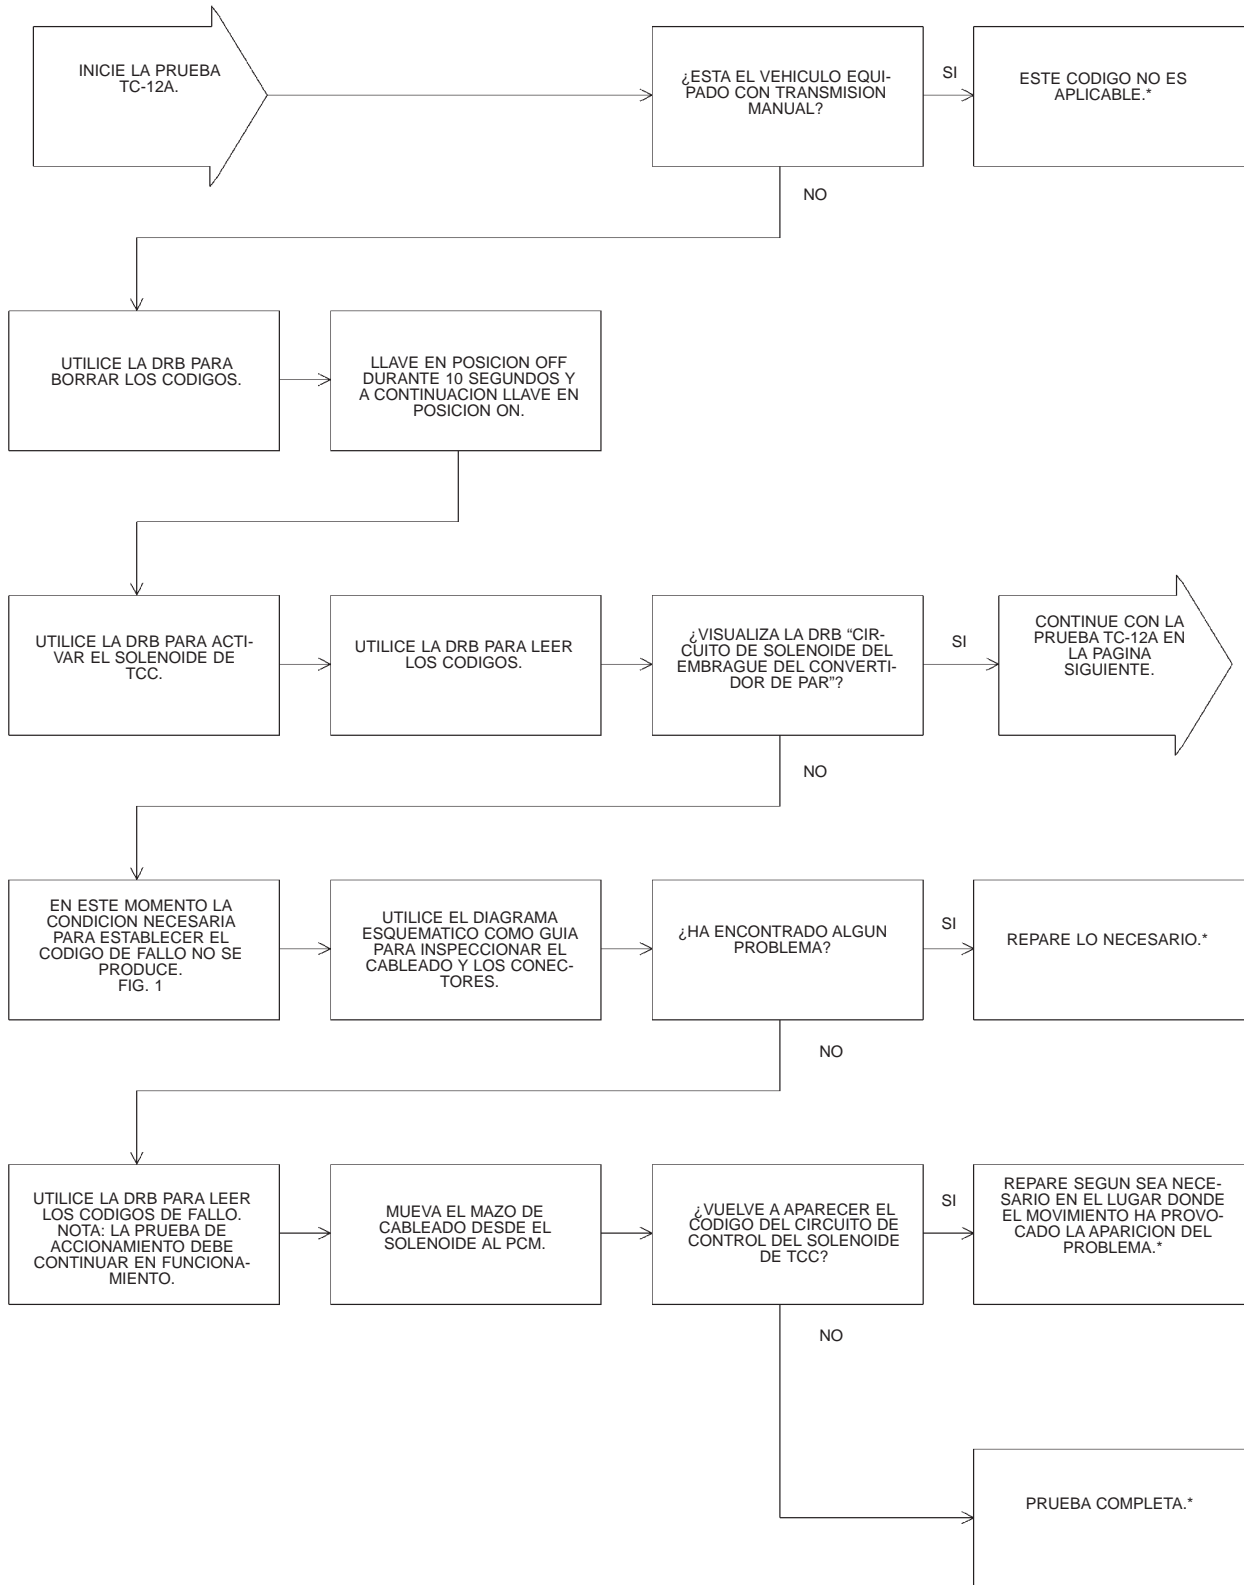 INICIE LA PRUEBA
TC-12A.
¿ESTA EL VEHICULO EQUI-
PADO CON TRANSMISION
MANUAL?
SI
ESTE CODIGO NO ES
APLICABLE.*
NO
UTILICE LA DRB PARA
BORRAR LOS CODIGOS.
LLAVE EN POSICION OFF
DURANTE 10 SEGUNDOS Y
A CONTINUACION LLAVE EN
POSICION ON.
UTILICE LA DRB PARA ACTI-
VAR EL SOLENOIDE DE
TCC.
UTILICE LA DRB PARA LEER
LOS CODIGOS.
¿VISUALIZA LA DRB “CIR-
CUITO DE SOLENOIDE DEL
EMBRAGUE DEL CONVERTI-
DOR DE PAR”?
SI
CONTINUE CON LA
PRUEBA TC-12A EN
LA PAGINA
SIGUIENTE.
NO
EN ESTE MOMENTO LA
CONDICION NECESARIA
PARA ESTABLECER EL
CODIGO DE FALLO NO SE
PRODUCE.
FIG. 1
UTILICE EL DIAGRAMA
ESQUEMATICO COMO GUIA
PARA INSPECCIONAR EL
CABLEADO Y LOS CONEC-
TORES.
¿HA ENCONTRADO ALGUN
PROBLEMA?
SI
REPARE LO NECESARIO.*
NO
UTILICE LA DRB PARA LEER
LOS CODIGOS DE FALLO.
NOTA: LA PRUEBA DE
ACCIONAMIENTO DEBE
CONTINUAR EN FUNCIONA-
MIENTO.
MUEVA EL MAZO DE
CABLEADO DESDE EL
SOLENOIDE AL PCM.
¿VUELVE A APARECER EL
CODIGO DEL CIRCUITO DE
CONTROL DEL SOLENOIDE
DE TCC?
SI
REPARE SEGUN SEA NECE-
SARIO EN EL LUGAR DONDE
EL MOVIMIENTO HA PROVO-
CADO LA APARICION DEL
PROBLEMA.*
NO
PRUEBA COMPLETA.*